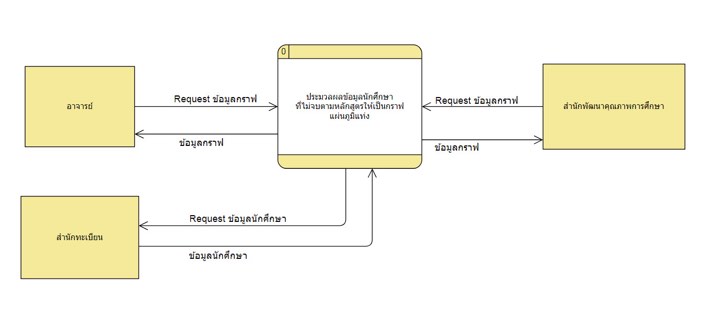 0
ประมวลผลข้อมูลนักศึกษา
ที่ไม่จบตามหลักสูตรให้เป็นกราฟ
แผ่นภูมิแท่ง
อาจารย์
Request ข้อมูลกราฟ
ข้อมูลกราฟ
Request ข้อมูลกราฟ
ข้อมูลกราฟ
สำนักพัฒนาคุณภาพการศึกษา
สำนักทะเบียน
Request ข้อมูลนักศึกษา
ข้อมูลนักศึกษา